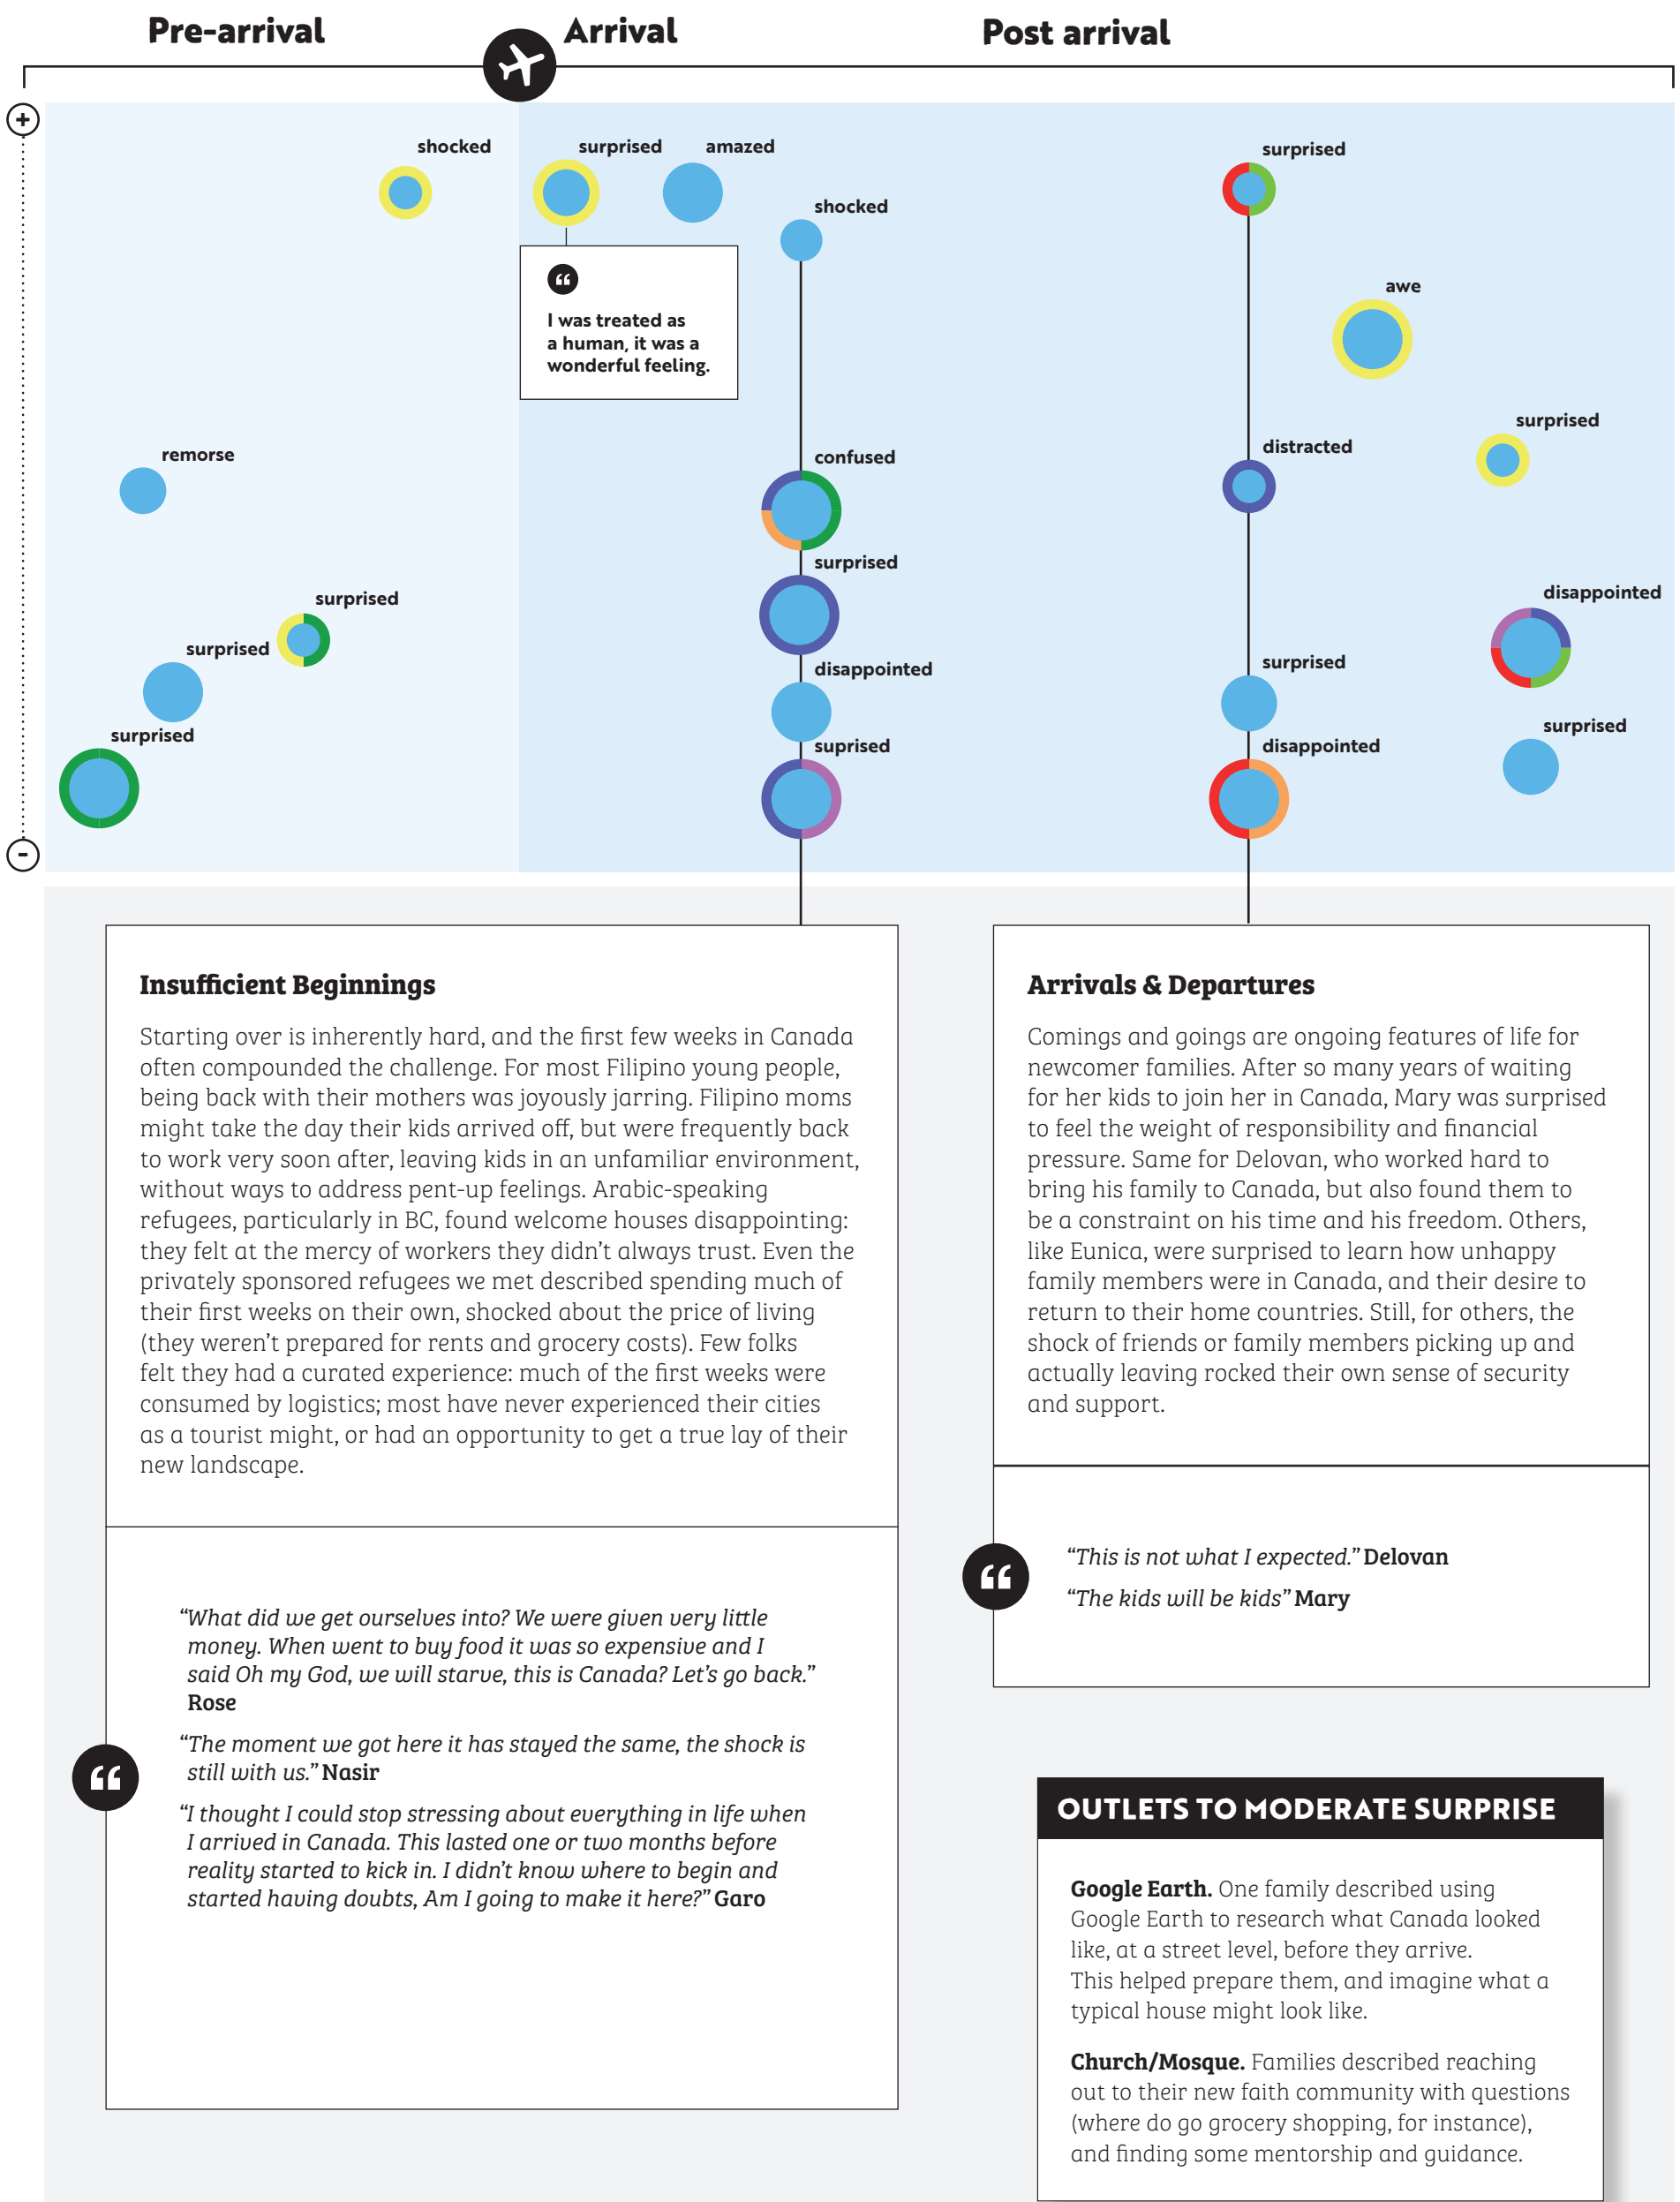 Pre-arrival
Arrival
Post arrival
+
shocked
surprised
amazed
surprised
shocked
“
I was treated as
a human, it was a
wonderful feeling.
awe
surprised
remorse
confused
distracted
surprised
surprised
surprised
disappointed
surprised
disappointed
surprised
surprised
suprised
disappointed
surprised
-
Insufficient Beginnings
Starting over is inherently hard, and the first few weeks in Canada
often compounded the challenge. For most Filipino young people,
being back with their mothers was joyously jarring. Filipino moms
might take the day their kids arrived off, but were frequently back
to work very soon after, leaving kids in an unfamiliar environment,
without ways to address pent-up feelings. Arabic-speaking
refugees, particularly in BC, found welcome houses disappointing:
they felt at the mercy of workers they didn't always trust. Even the
privately sponsored refugees we met described spending much of
their first weeks on their own, shocked about the price of living
(they weren't prepared for rents and grocery costs). Few folks
felt they had a curated experience: much of the first weeks were
consumed by logistics; most have never experienced their cities
as a tourist might, or had an opportunity to get a true lay of their
new landscape.
“
“What did we get ourselves into? We were given very little
money. When went to buy food it was so expensive and I
said Oh my God, we will starve, this is Canada? Let's go back.”
Rose
“The moment we got here it has stayed the same, the shock is
still with us.” Nasir
“I thought I could stop stressing about everything in life when
I arrived in Canada. This lasted one or two months before
reality started to kick in. I didn't know where to begin and
started having doubts, Am I going to make it here?” Garo
Arrivals & Departures
Comings and goings are ongoing features of life for
newcomer families. After so many years of waiting
for her kids to join her in Canada, Mary was surprised
to feel the weight of responsibility and financial
pressure. Same for Delovan, who worked hard to
bring his family to Canada, but also found them to
be a constraint on his time and his freedom. Others,
like Eunica, were surprised to learn how unhappy
family members were in Canada, and their desire to
return to their home countries. Still, for others, the
shock of friends or family members picking up and
actually leaving rocked their own sense of security
and support.
“
“This is not what I expected.” Delovan
“The kids will be kids” Mary
OUTLETS TO MODERATE SURPRISE
Google Earth. One family described using
Google Earth to research what Canada looked
like, at a street level, before they arrive.
This helped prepare them, and imagine what a
typical house might look like.
Church/Mosque. Families described reaching
out to their new faith community with questions
(where do go grocery shopping, for instance),
and finding some mentorship and guidance.